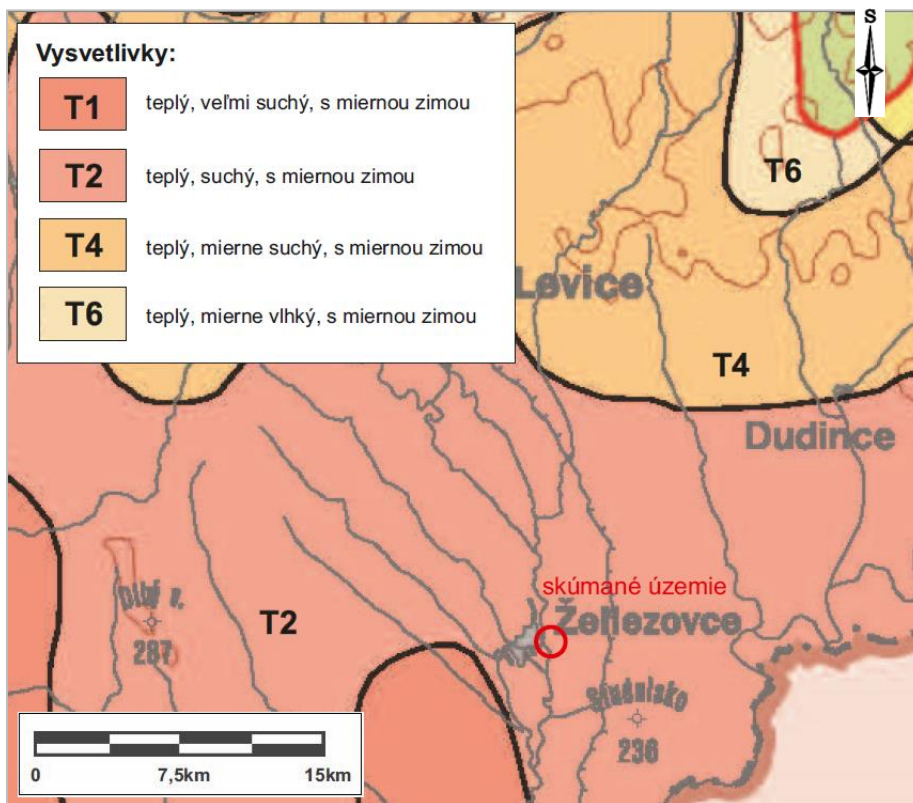 S
Vysvetlivky:
T1 teplý, veľmi suchý, s miernou zimou
T2 teplý, suchý, s miernou zimou
T4 teplý, mierne suchý, s miernou zimou
T6 teplý, mierne vlhký, s miernou zimou
T6
Levice
T4
Dudince
skúmané územie
Želiezovce
Dlhý v.
287
T2
236
0 7,5km 15km